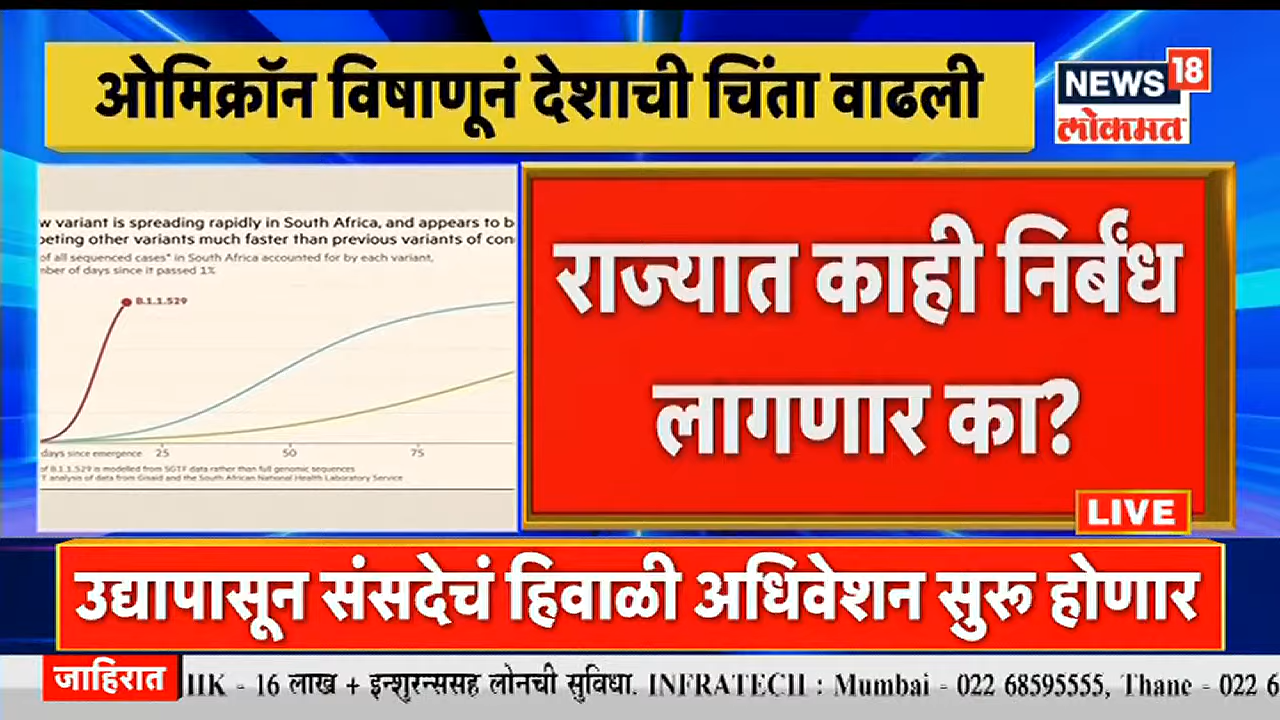 ओमिक्रॉन विषाणूनं देशाची चिंता वाढली
NEWS 18
लोकमत
w variant is spreading rapidly in South Africa, and appears to b
peting other variants much faster than previous variants of con
of all sequenced cases* in South Africa accounted for by each variant,
nber of days since it passed 1%
B.1.1.529
days since emergence 25 50 75
of B.1.1.529 is modelled from SGTF data rather than full genomic sequences
T analysis of data from Gisaid and the South African National Health Laboratory Service
राज्यात काही निर्बंध
लागणार का?
LIVE
उद्यापासून संसदेचं हिवाळी अधिवेशन सुरू होणार
जाहिरात
IIK - 16 लाख + इन्शुरन्ससह लोनची सुविधा. INFRATECH : Mumbai - 022 68595555, Thane - 022 6